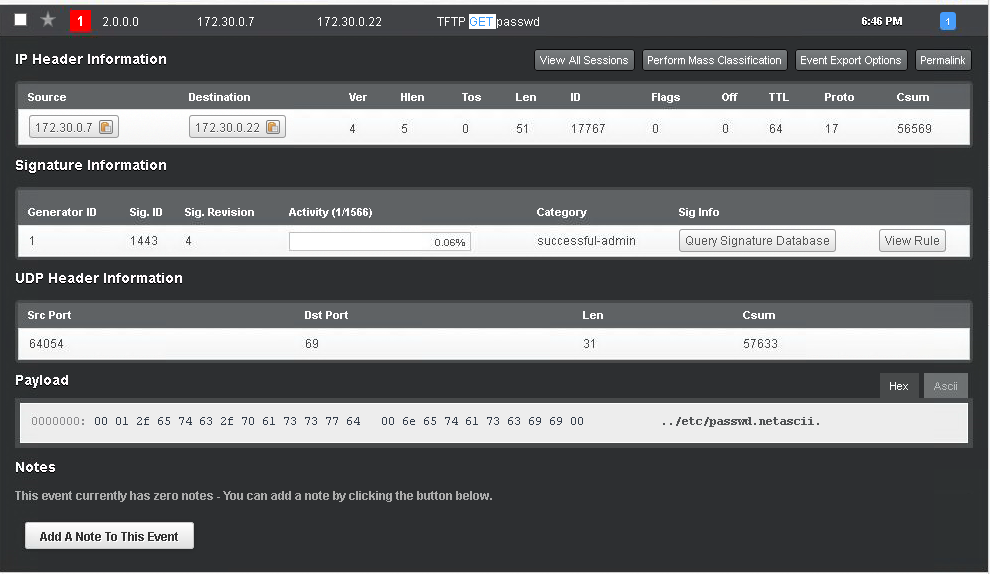 1 2.0.0.0 172.30.0.7 172.30.0.22 TFTP GET passwd 6:46 PM 1
IP Header Information View All Sessions Perform Mass Classification Event Export Options Permalink
Source Destination Ver Hlen Tos Len ID Flags Off TTL Proto Csum
172.30.0.7 172.30.0.22 4 5 0 51 17767 0 0 64 17 56569
Signature Information
Generator ID Sig. ID Sig. Revision Activity (1/1566) Category Sig Info
1 1443 4 0.06% successful-admin Query Signature Database View Rule
UDP Header Information
Src Port Dst Port Len Csum
64054 69 31 57633
Payload Hex Ascii
0000000: 00 01 2f 65 74 63 2f 70 61 73 73 77 64 00 6e 65 74 61 73 63 69 69 00 ../etc/passwd.netascii.
Notes
This event currently has zero notes - You can add a note by clicking the button below.
Add A Note To This Event